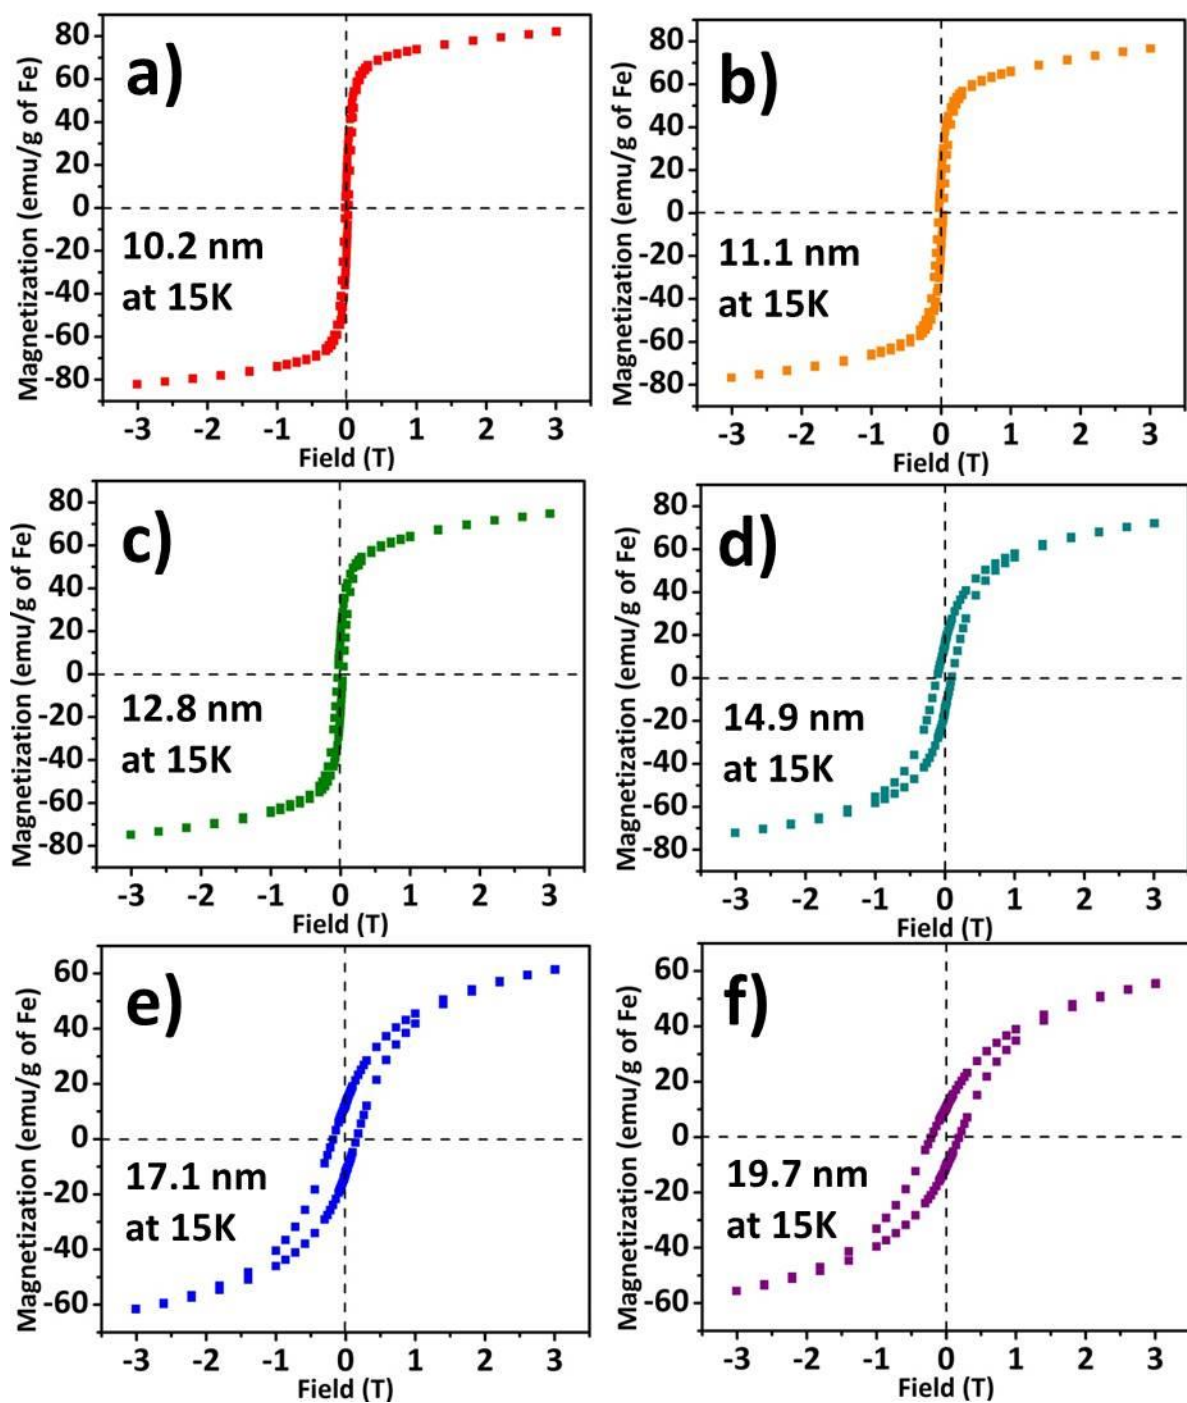 a)
Magnetization (emu/g of Fe)
80
60
40
20
0
-20
-40
-60
-80
10.2 nm
at 15K
-3 -2 -1 0 1 2 3
Field (T)
b)
Magnetization (emu/g of Fe)
80
60
40
20
0
-20
-40
-60
-80
11.1 nm
at 15K
-3 -2 -1 0 1 2 3
Field (T)
c)
Magnetization (emu/g of Fe)
80
60
40
20
0
-20
-40
-60
-80
12.8 nm
at 15K
-3 -2 -1 0 1 2 3
Field (T)
d)
Magnetization (emu/g of Fe)
80
60
40
20
0
-20
-40
-60
-80
14.9 nm
at 15K
-3 -2 -1 0 1 2 3
Field (T)
e)
Magnetization (emu/g of Fe)
60
40
20
0
-20
-40
-60
17.1 nm
at 15K
-3 -2 -1 0 1 2 3
Field (T)
f)
Magnetization (emu/g of Fe)
60
40
20
0
-20
-40
-60
19.7 nm
at 15K
-3 -2 -1 0 1 2 3
Field (T)